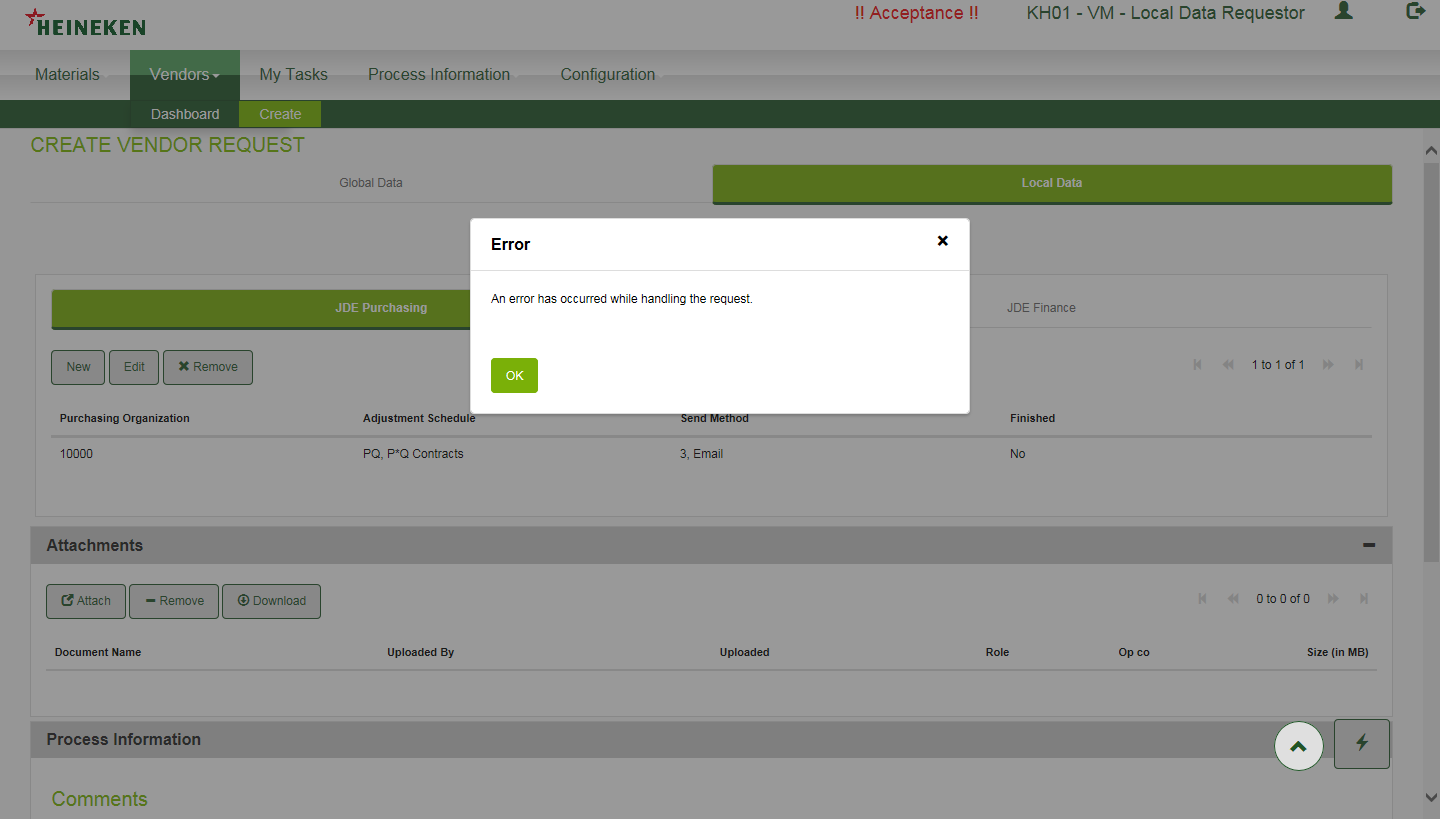 HEINEKEN
!! Acceptance !!
KH01 - VM - Local Data Requestor
Materials
Vendors
My Tasks
Process Information
Configuration
Dashboard
Create
CREATE VENDOR REQUEST
Global Data
Local Data
Error
An error has occurred while handling the request.
OK
JDE Purchasing
JDE Finance
New
Edit
Remove
1 to 1 of 1
Purchasing Organization
Adjustment Schedule
Send Method
Finished
10000
PQ, P*Q Contracts
3, Email
No
Attachments
Attach
Remove
Download
0 to 0 of 0
Document Name
Uploaded By
Uploaded
Role
Op co
Size (in MB)
Process Information
Comments